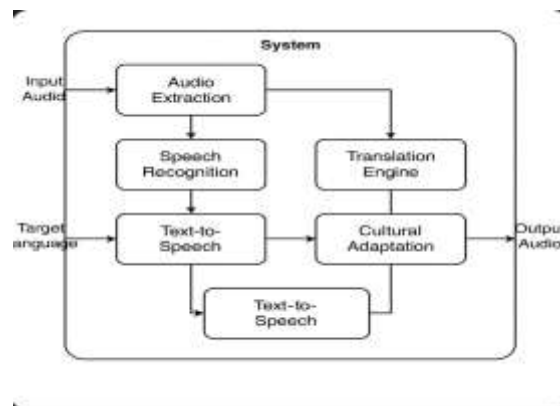 System
Input
Audio
Audio
Extraction
Speech
Recognition
Translation
Engine
Target
anguage
Text-to-
Speech
Cultural
Adaptation
Output
Audio
Text-to-
Speech